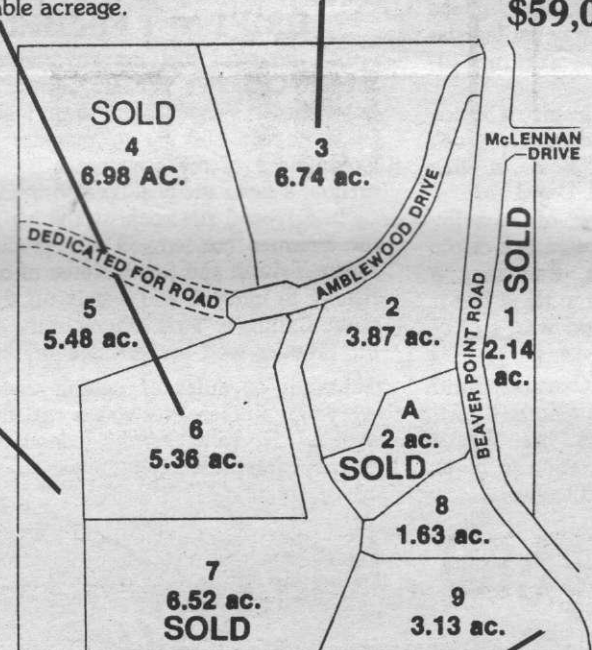 able acreage.
$59,0
SOLD
4
6.98 AC.
3
6.74 ac.
McLENNAN
DRIVE
DEDICATED FOR ROAD
AMBLEWOOD DRIVE
BEAVER POINT ROAD
SOLD
1
2.14
ac.
5
5.48 ac.
2
3.87 ac.
6
5.36 ac.
A
2 ac.
SOLD
8
1.63 ac.
7
6.52 ac.
SOLD
9
3.13 ac.